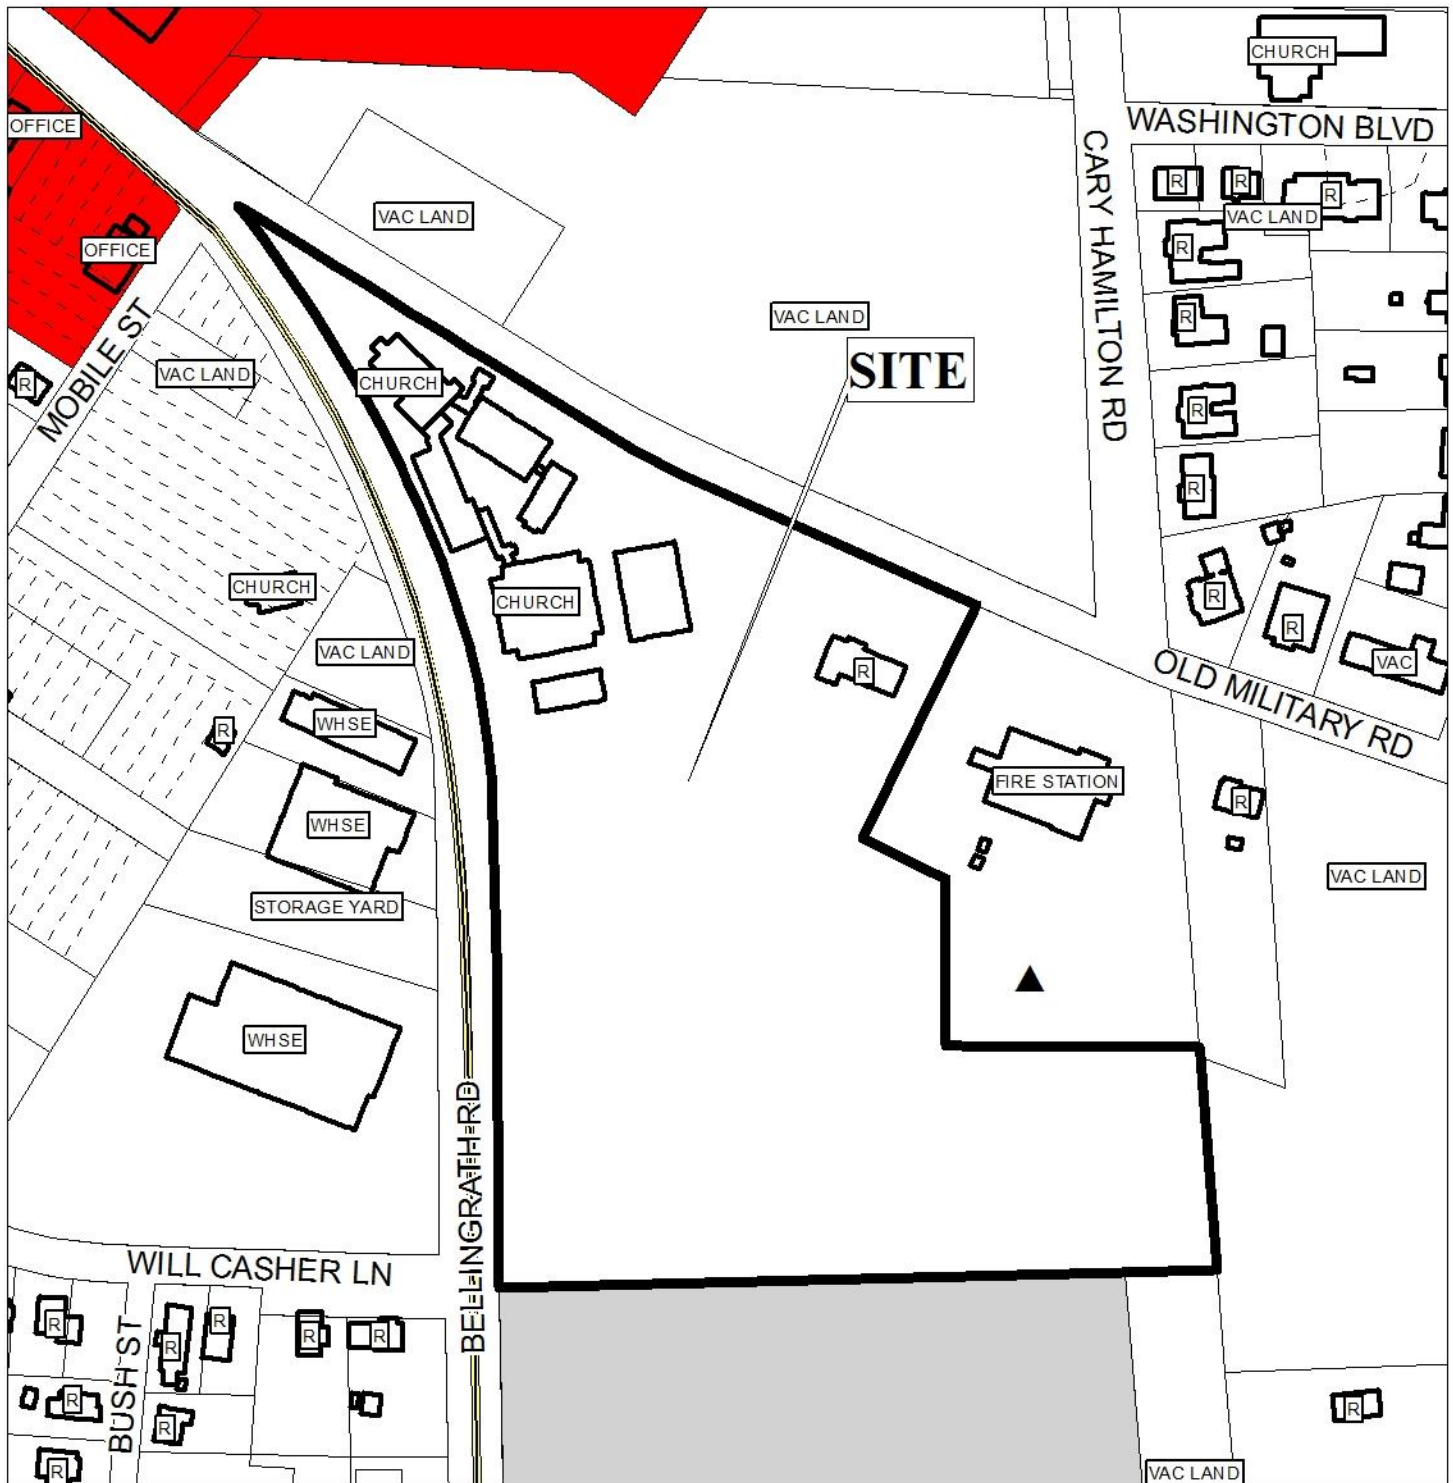 CHURCH
WASHINGTON BLVD
OFFICE
R
R
R
VAC LAND
VAC LAND
CARY HAMILTON RD
R
OFFICE
VAC LAND
R
MOBILE ST
VAC LAND
SITE
R
CHURCH
R
R
CHURCH
CHURCH
R
R
VAC LAND
R
VAC
OLD MILITARY RD
WHSE
R
FIRE STATION
R
WHSE
VAC LAND
STORAGE YARD
WHSE
BELLINGRATH RD
WILL CASHER LN
R
R
R
R
R
BUSH ST
R
R
R
R
VAC LAND